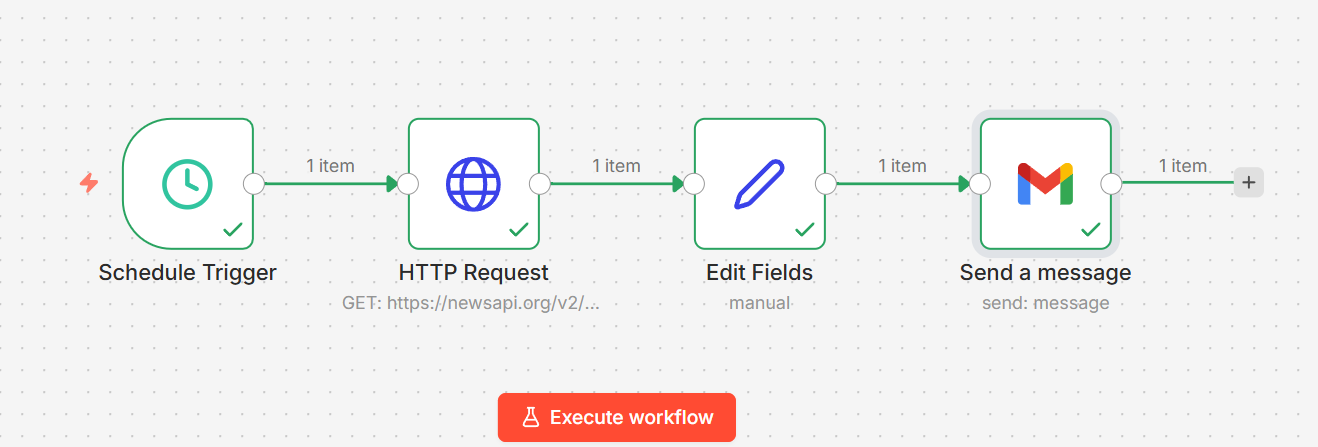 1 item
1 item
1 item
1 item
Schedule Trigger
HTTP Request
Edit Fields
Send a message
GET: https://newsapi.org/v2/...
manual
send: message
Execute workflow